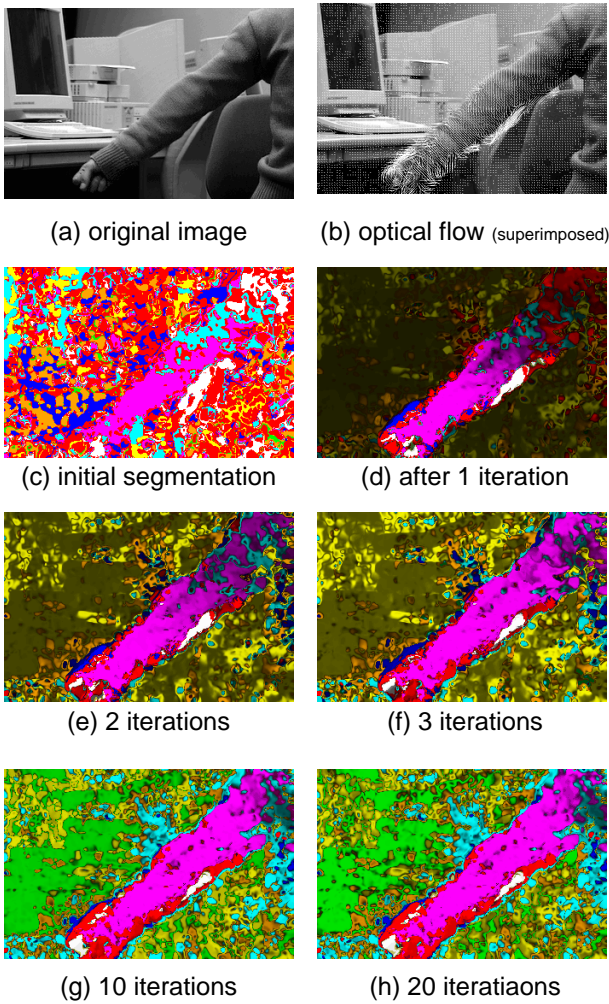 (a) original image
(b) optical flow (superimposed)
(c) initial segmentation
(d) after 1 iteration
(e) 2 iterations
(f) 3 iterations
(g) 10 iterations
(h) 20 iteratiaons